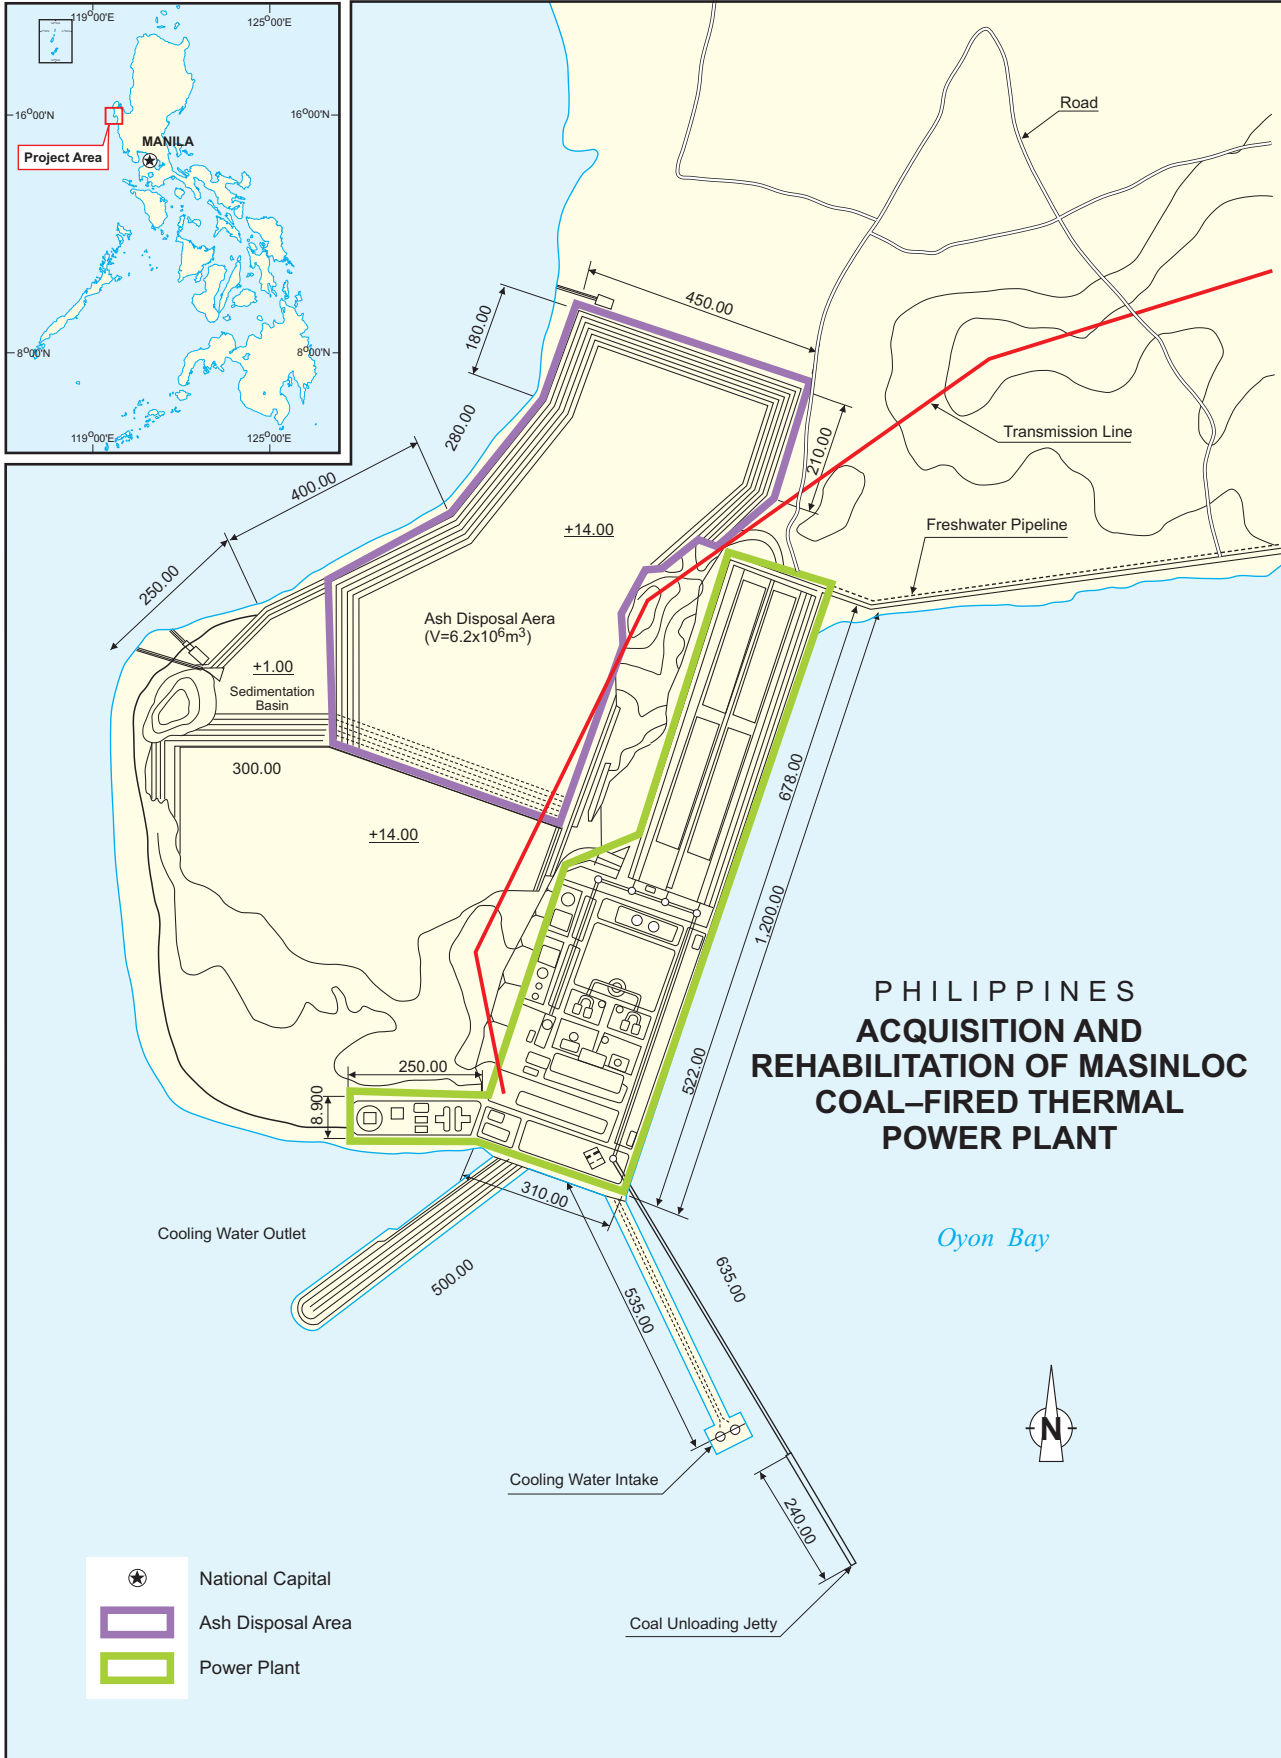 119°00'E
125°00'E
16°00'N
16°00'N
MANILA
Project Area
8°00'N
8°00'N
119°00'E
125°00'E
Road
450.00
180.00
280.00
210.00
Transmission Line
400.00
+14.00
Freshwater Pipeline
250.00
Ash Disposal Aera
(V=6.2x10⁶m³)
+1.00
Sedimentation
Basin
300.00
678.00
+14.00
1,200.00
PHILIPPINES
ACQUISITION AND
REHABILITATION OF MASINLOC
COAL–FIRED THERMAL
POWER PLANT
522.00
250.00
8.900
310.00
Cooling Water Outlet
Oyon Bay
500.00
535.00
635.00
N
Cooling Water Intake
240.00
Coal Unloading Jetty
National Capital
Ash Disposal Area
Power Plant